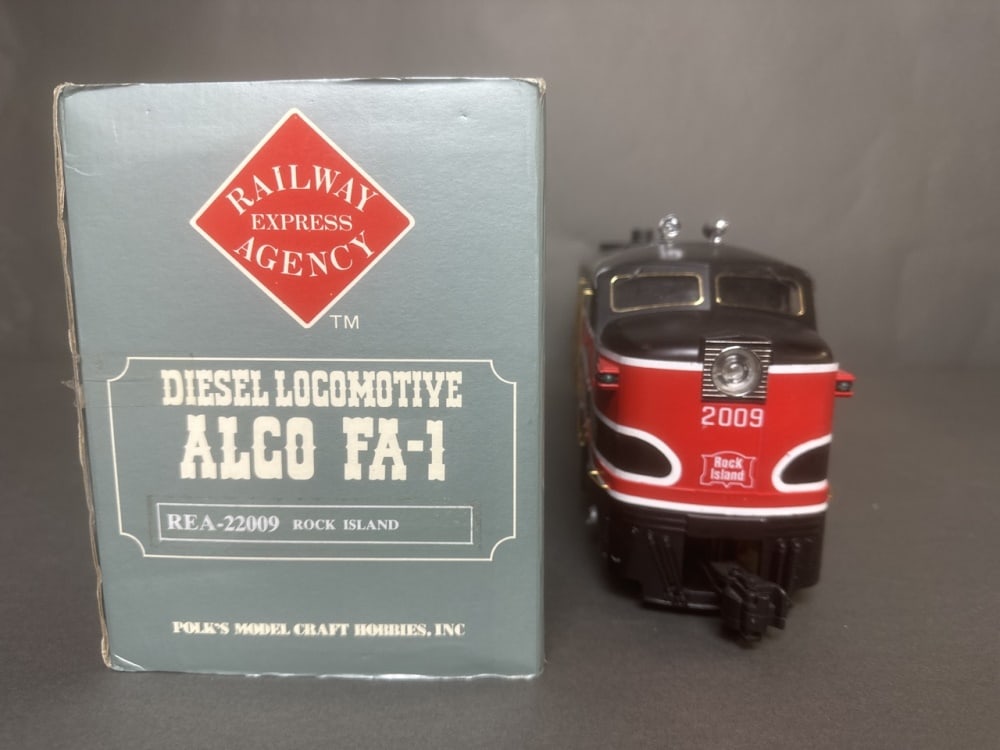 RAILWAY
EXPRESS
AGENCY
TM
DIESEL LOCOMOTIVE
ALCO FA-1
REA-22009 ROCK ISLAND
POLK'S MODEL CRAFT HOBBIES, INC
2009
Rock
Island